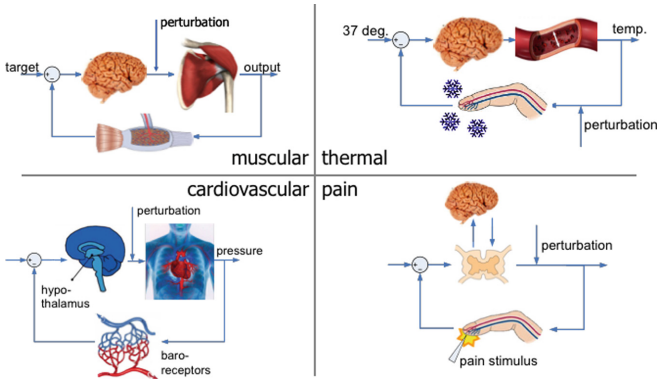 perturbation
target
output
muscular
37 deg.
temp.
perturbation
thermal
cardiovascular
perturbation
pressure
hypo-
thalamus
baro-
receptors
pain
perturbation
pain stimulus